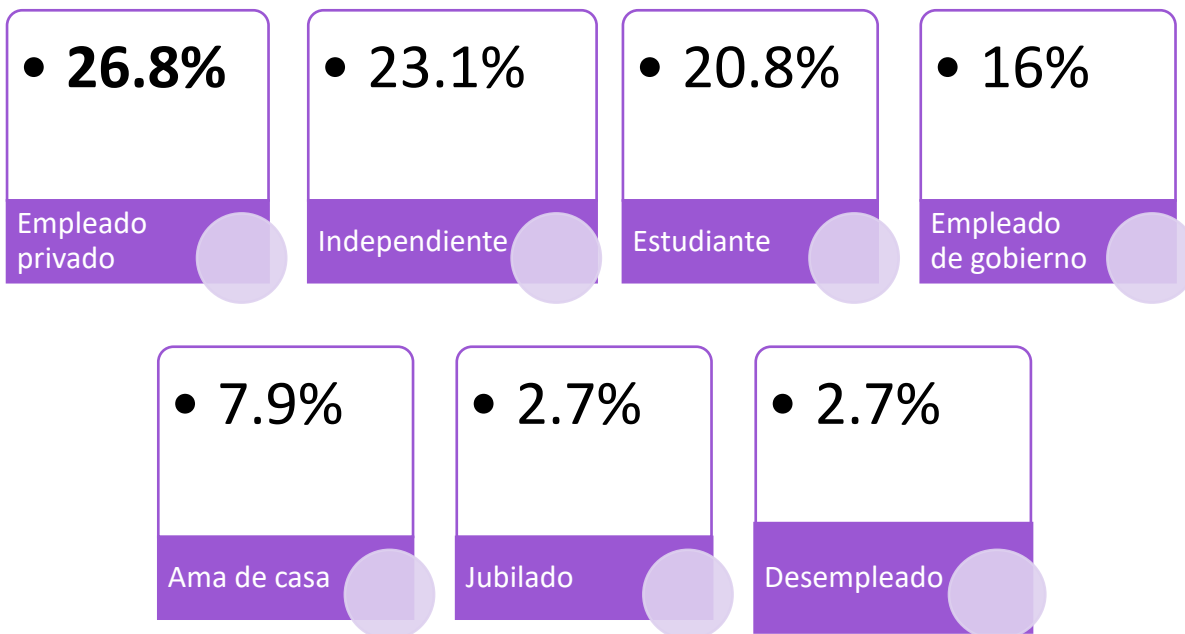 • 26.8%
Empleado
privado
• 23.1%
Independiente
• 20.8%
Estudiante
• 16%
Empleado
de gobierno
• 7.9%
Ama de casa
• 2.7%
Jubilado
• 2.7%
Desempleado